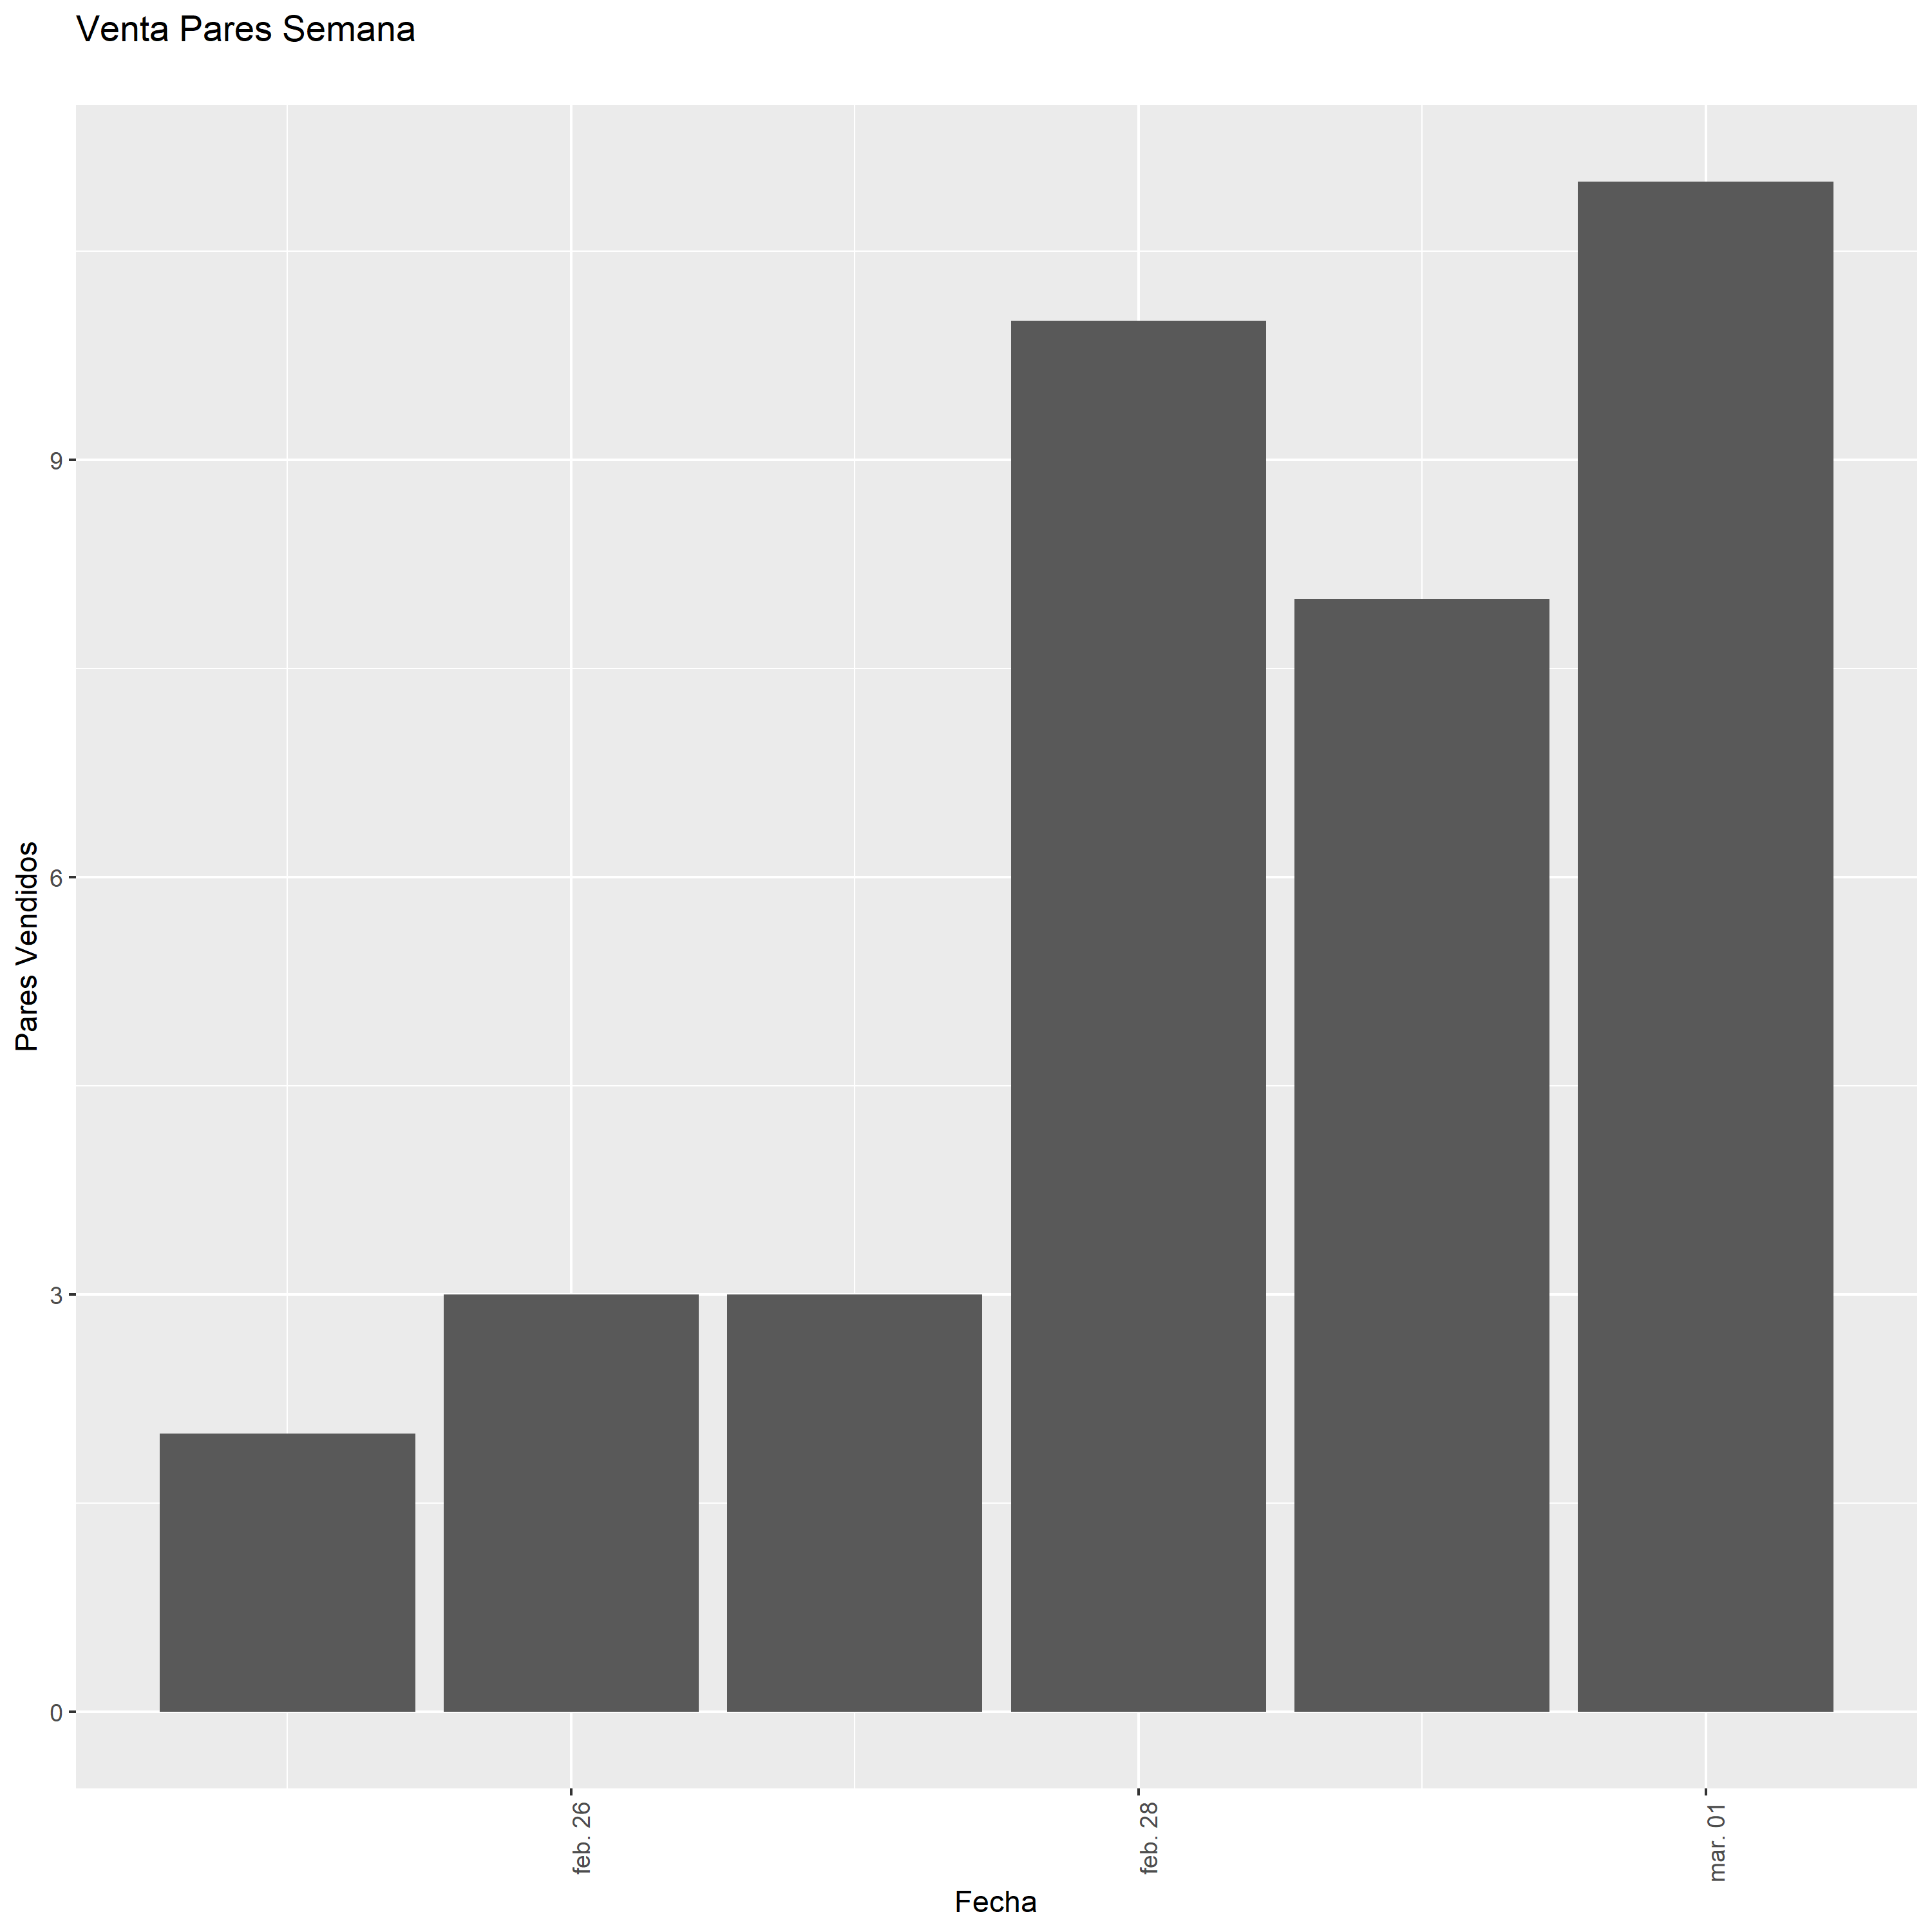 Venta Pares Semana
Pares Vendidos
9
6
3
0
feb. 26
feb. 28
mar. 01
Fecha